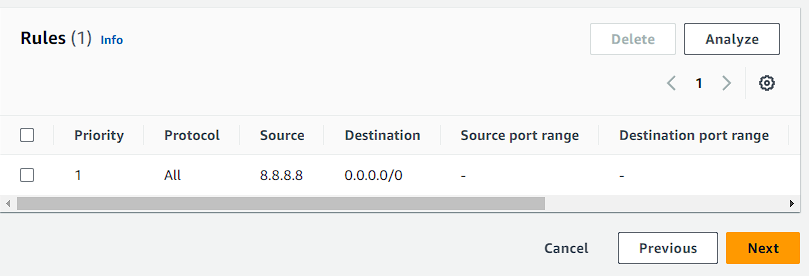 Rules (1) Info Delete Analyze
1
Priority Protocol Source Destination Source port range Destination port range
1 All 8.8.8.8 0.0.0.0/0 - -
Cancel Previous Next